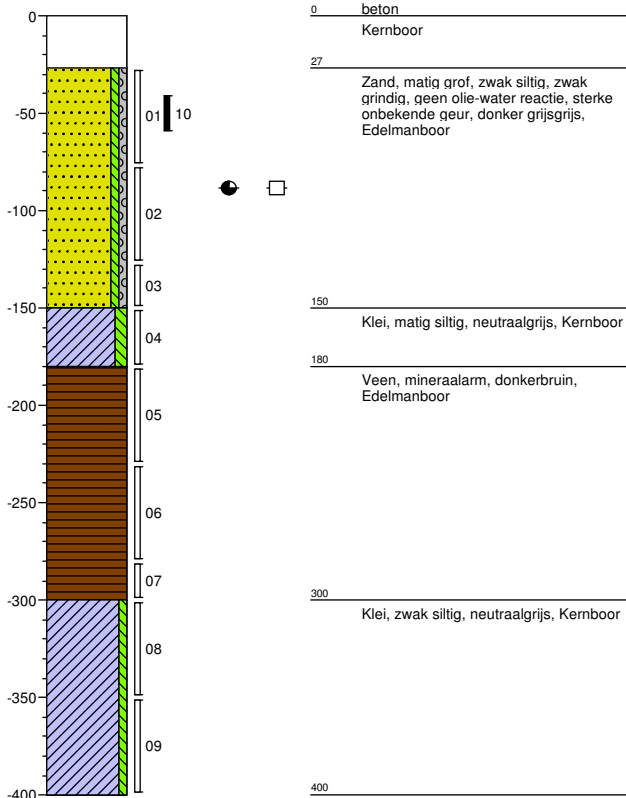 0
-50
-100
-150
-200
-250
-300
-350
-400
01
10
02
03
04
05
06
07
08
09
0
beton
Kernboor
27
Zand, matig grof, zwak siltig, zwak
grindig, geen olie-water reactie, sterke
onbekende geur, donker grijsgrijs,
Edelmanboor
150
Klei, matig siltig, neutraalgrijs, Kernboor
180
Veen, mineraalarm, donkerbruin,
Edelmanboor
300
Klei, zwak siltig, neutraalgrijs, Kernboor
400